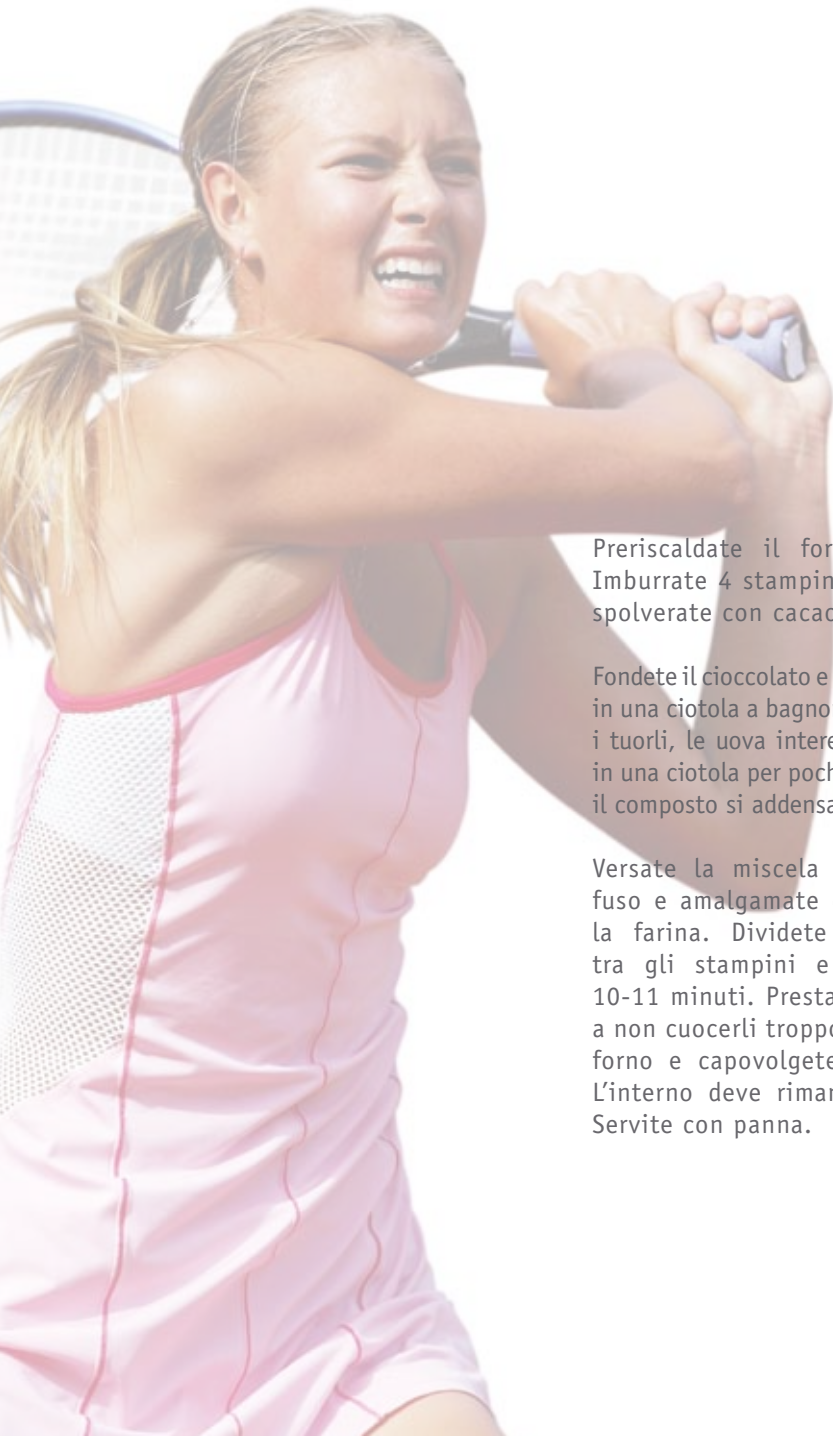 Preriscaldate il for
Imburrate 4 stampin
spolverate con cacao
Fondete il cioccolato e
in una ciotola a bagno
i tuorli, le uova intere
in una ciotola per poch
il composto si addensa
Versate la miscela
fuso e amalgamate
la farina. Dividete
tra gli stampini e
10-11 minuti. Presta
a non cuocerli troppo
forno e capovolgete
L'interno deve riman
Servite con panna.